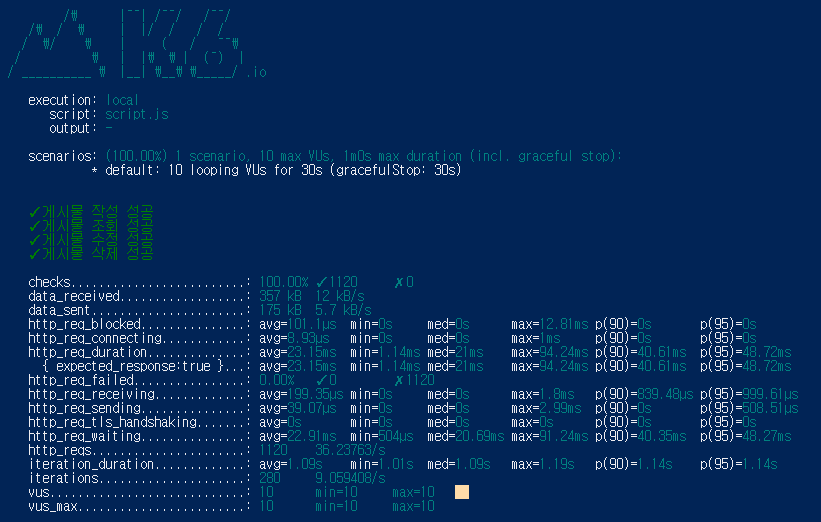 /₩      |‾‾| /‾‾/   /‾‾/
    /₩  /  ₩     |  |/  /   /  /
   /  ₩/    ₩    |     (   /   ‾‾₩
  /          ₩   |  |₩  ₩ |  (‾)  |
 / __________ ₩  |__| ₩__₩ ₩_____/ .io
execution: local
script: script.js
output: -
scenarios: (100.00%) 1 scenario, 10 max VUs, 1m0s max duration (incl. graceful stop):
* default: 10 looping VUs for 30s (gracefulStop: 30s)
✓게시물 작성 성공
✓게시물 조회 성공
✓게시물 수정 성공
✓게시물 삭제 성공
checks.........................: 100.00% ✓1120 ✗0
data_received..................: 357 kB 12 kB/s
data_sent......................: 175 kB 5.7 kB/s
http_req_blocked...............: avg=101.1µs min=0s med=0s max=12.81ms p(90)=0s p(95)=0s
http_req_connecting............: avg=8.93µs min=0s med=0s max=1ms p(90)=0s p(95)=0s
http_req_duration..............: avg=23.15ms min=1.14ms med=21ms max=94.24ms p(90)=40.61ms p(95)=48.72ms
{ expected_response:true }...: avg=23.15ms min=1.14ms med=21ms max=94.24ms p(90)=40.61ms p(95)=48.72ms
http_req_failed................: 0.00% ✓0 ✗1120
http_req_receiving.............: avg=199.35µs min=0s med=0s max=1.8ms p(90)=839.48µs p(95)=999.61µs
http_req_sending...............: avg=39.07µs min=0s med=0s max=2.99ms p(90)=0s p(95)=508.51µs
http_req_tls_handshaking.......: avg=0s min=0s med=0s max=0s p(90)=0s p(95)=0s
http_req_waiting...............: avg=22.91ms min=504µs med=20.69ms max=91.24ms p(90)=40.35ms p(95)=48.27ms
http_reqs......................: 1120 36.23763/s
iteration_duration.............: avg=1.09s min=1.01s med=1.09s max=1.19s p(90)=1.14s p(95)=1.14s
iterations.....................: 280 9.059408/s
vus............................: 10 min=10 max=10
vus_max........................: 10 min=10 max=10